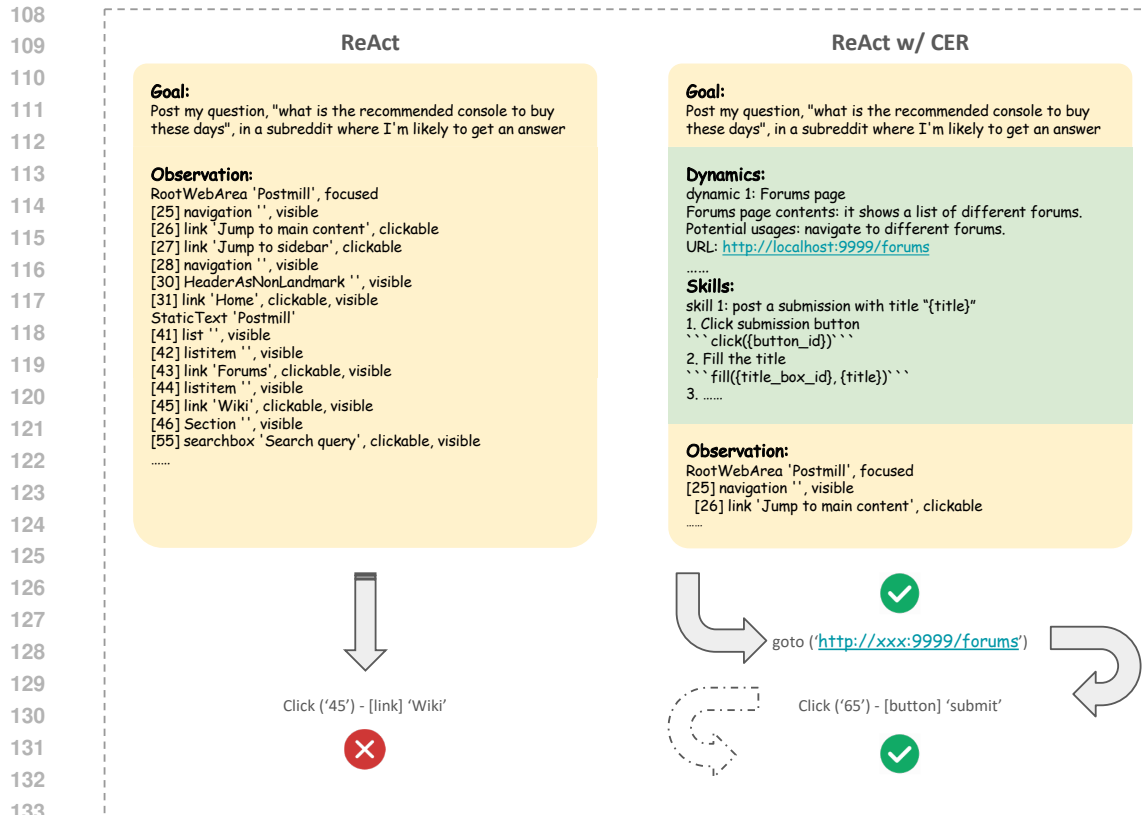 108
109
110
111
112
113
114
115
116
117
118
119
120
121
122
123
124
125
126
127
128
129
130
131
132
133
ReAct
Goal:
Post my question, "what is the recommended console to buy
these days", in a subreddit where I'm likely to get an answer
Observation:
RootWebArea 'Postmill', focused
[25] navigation '', visible
[26] link 'Jump to main content', clickable
[27] link 'Jump to sidebar', clickable
[28] navigation '', visible
[30] HeaderAsNonLandmark '', visible
[31] link 'Home', clickable, visible
StaticText 'Postmill'
[41] list '', visible
[42] listitem '', visible
[43] link 'Forums', clickable, visible
[44] listitem '', visible
[45] link 'Wiki', clickable, visible
[46] Section '', visible
[55] searchbox 'Search query', clickable, visible
......
Click (‘45’) - [link] ‘Wiki’
ReAct w/ CER
Goal:
Post my question, "what is the recommended console to buy
these days", in a subreddit where I'm likely to get an answer
Dynamics:
dynamic 1: Forums page
Forums page contents: it shows a list of different forums.
Potential usages: navigate to different forums.
URL: http://localhost:9999/forums
......
Skills:
skill 1: post a submission with title “{title}”
1. Click submission button
```click({button_id})```
2. Fill the title
```fill({title_box_id}, {title})```
3. ......
Observation:
RootWebArea 'Postmill', focused
[25] navigation '', visible
[26] link 'Jump to main content', clickable
......
goto (‘http://xxx:9999/forums’)
Click (‘65’) - [button] ‘submit’